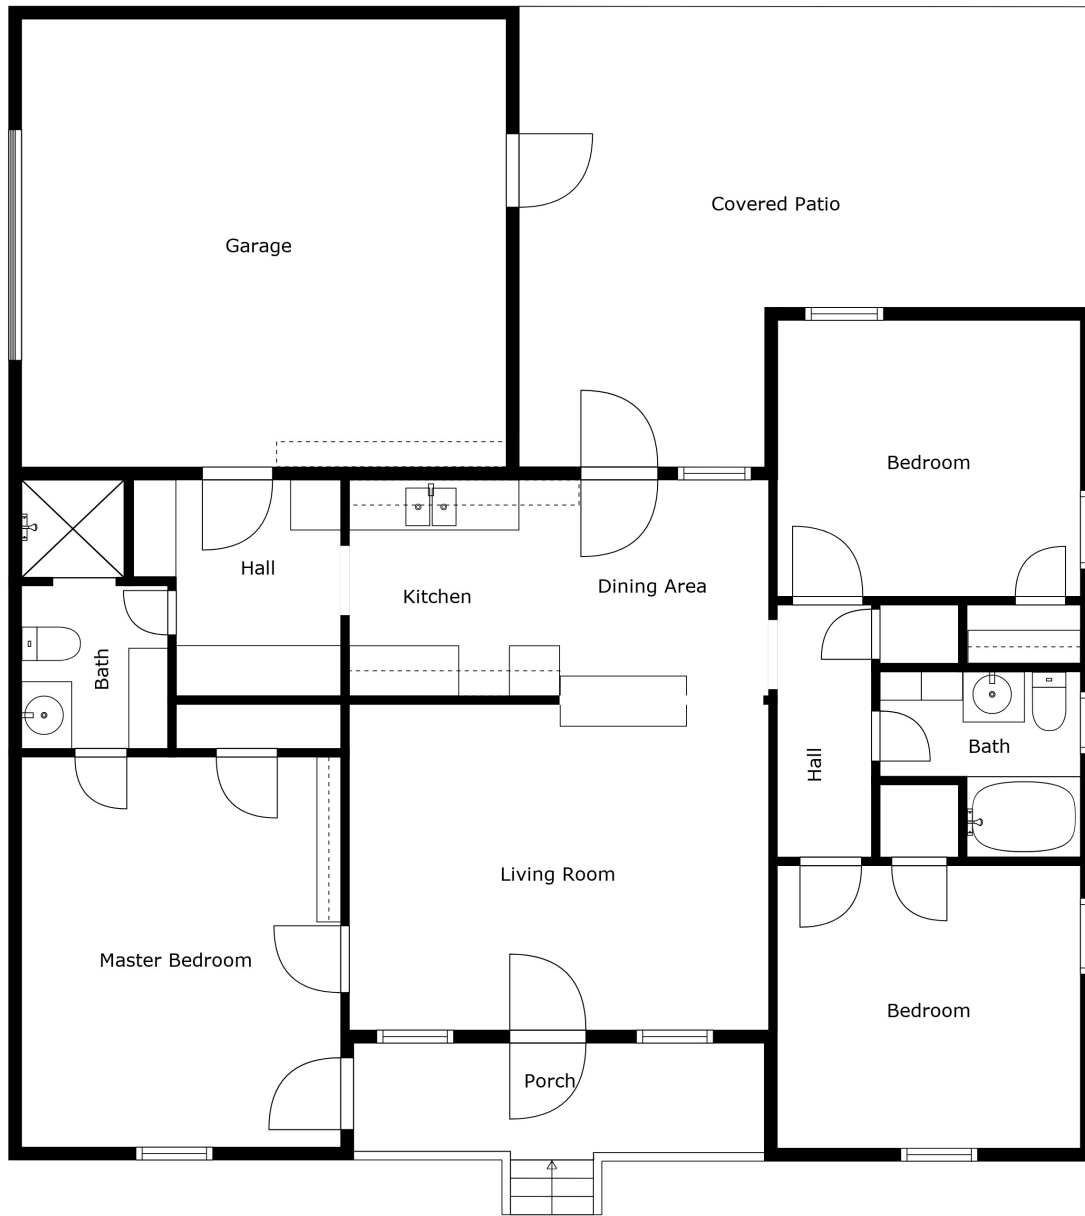 Covered Patio
Garage
Bedroom
Hall
Dining Area
Kitchen
Bath
Bath
Hall
Living Room
Master Bedroom
Bedroom
Porch